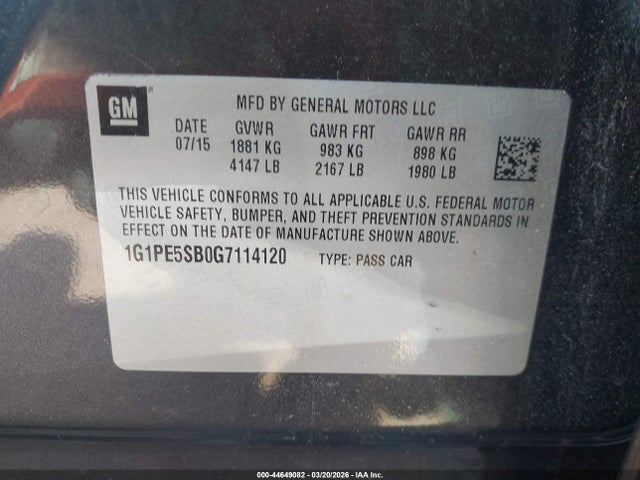 GM
MFD BY GENERAL MOTORS LLC
DATE GVWR GAWR FRT GAWR RR
07/15 1881 KG 983 KG 898 KG
4147 LB 2167 LB 1980 LB
THIS VEHICLE CONFORMS TO ALL APPLICABLE U.S. FEDERAL MOTOR
VEHICLE SAFETY, BUMPER, AND THEFT PREVENTION STANDARDS IN
EFFECT ON THE DATE OF MANUFACTURE SHOWN ABOVE.
1G1PE5SB0G7114120 TYPE: PASS CAR
000-44649082 — 03/20/2026 — IAA Inc.